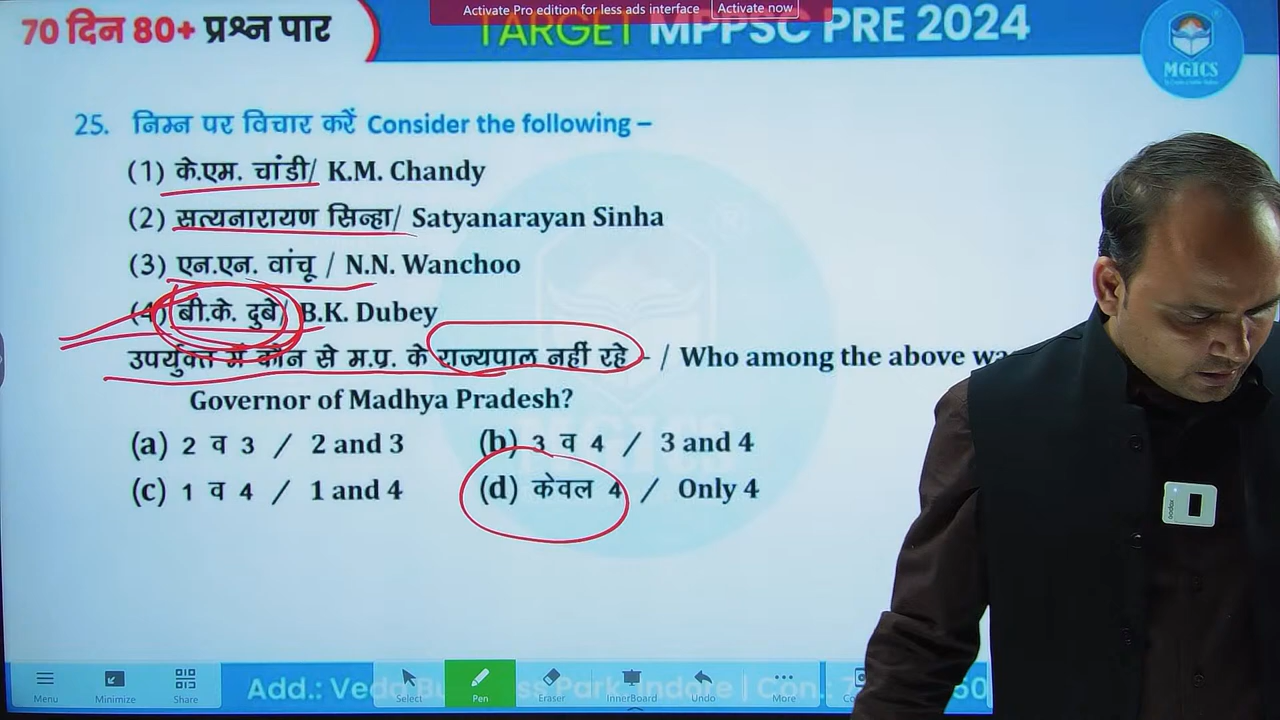 Activate Pro edition for less ads interface Activate now
70 दिन 80+ प्रश्न पार
TARGET MPPSC PRE 2024
MGICS
25. निम्न पर विचार करें Consider the following –
(1) के.एम. चांडी/ K.M. Chandy
(2) सत्यनारायण सिन्हा/ Satyanarayan Sinha
(3) एन.एन. वांचू / N.N. Wanchoo
(4) बी.के. दुबे/ B.K. Dubey
उपर्युक्त में कौन से म.प्र. के राज्यपाल नहीं रहे - / Who among the above
Governor of Madhya Pradesh?
(a) 2 व 3 / 2 and 3 (b) 3 व 4 / 3 and 4
(c) 1 व 4 / 1 and 4 (d) केवल 4 / Only 4
Menu Minimize Share Select Pen Eraser InnerBoard Undo More
Add.: Park Indore Con.: